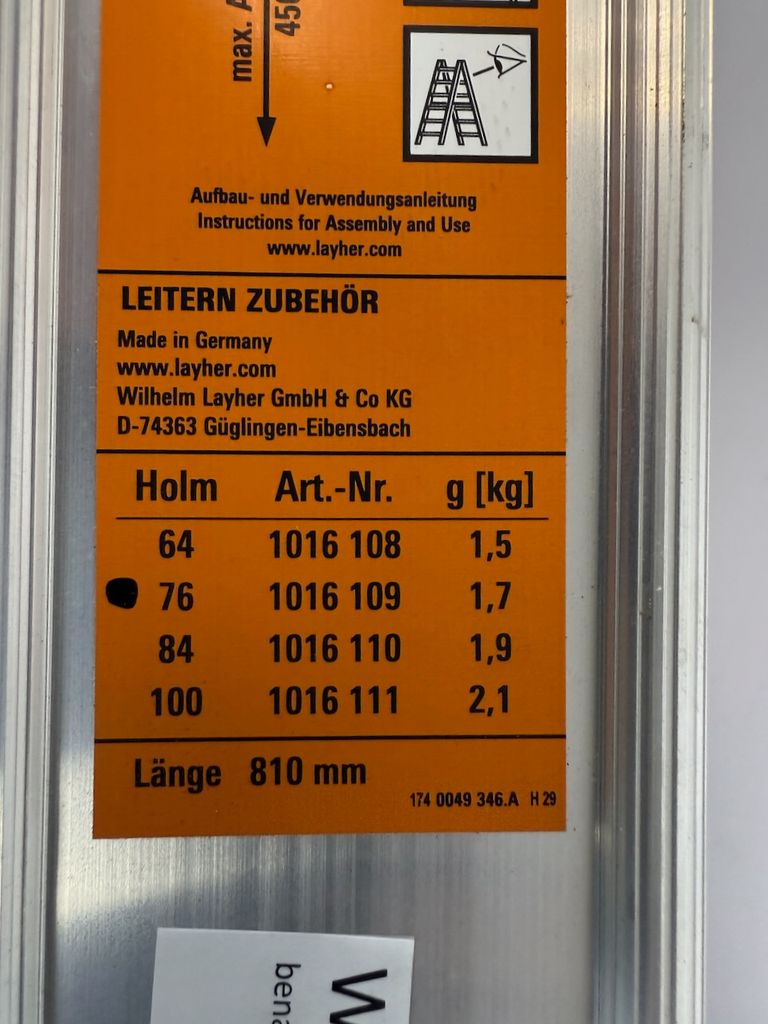 max.
Aufbau- und Verwendungsanleitung
Instructions for Assembly and Use
www.layher.com
LEITERN ZUBEHÖR
Made in Germany
www.layher.com
Wilhelm Layher GmbH & Co KG
D-74363 Güglingen-Eibensbach
Holm Art.-Nr. g [kg]
64 1016 108 1,5
76 1016 109 1,7
84 1016 110 1,9
100 1016 111 2,1
Länge 810 mm
174 0049 346.A H 29